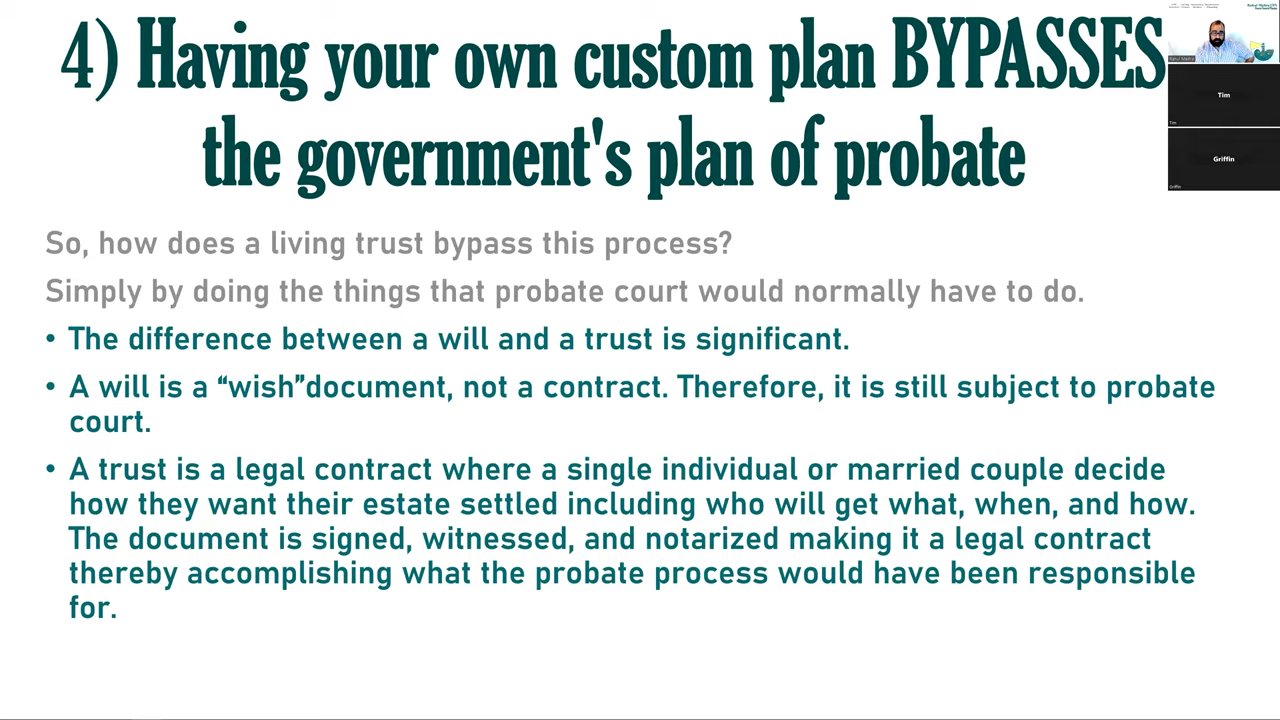 4) Having your own custom plan BYPASSES
the government's plan of probate
So, how does a living trust bypass this process?
Simply by doing the things that probate court would normally have to do.
• The difference between a will and a trust is significant.
• A will is a “wish”document, not a contract. Therefore, it is still subject to probate
court.
• A trust is a legal contract where a single individual or married couple decide
how they want their estate settled including who will get what, when, and how.
The document is signed, witnessed, and notarized making it a legal contract
thereby accomplishing what the probate process would have been responsible
for.
Tim
Tim
Griffin
Griffin